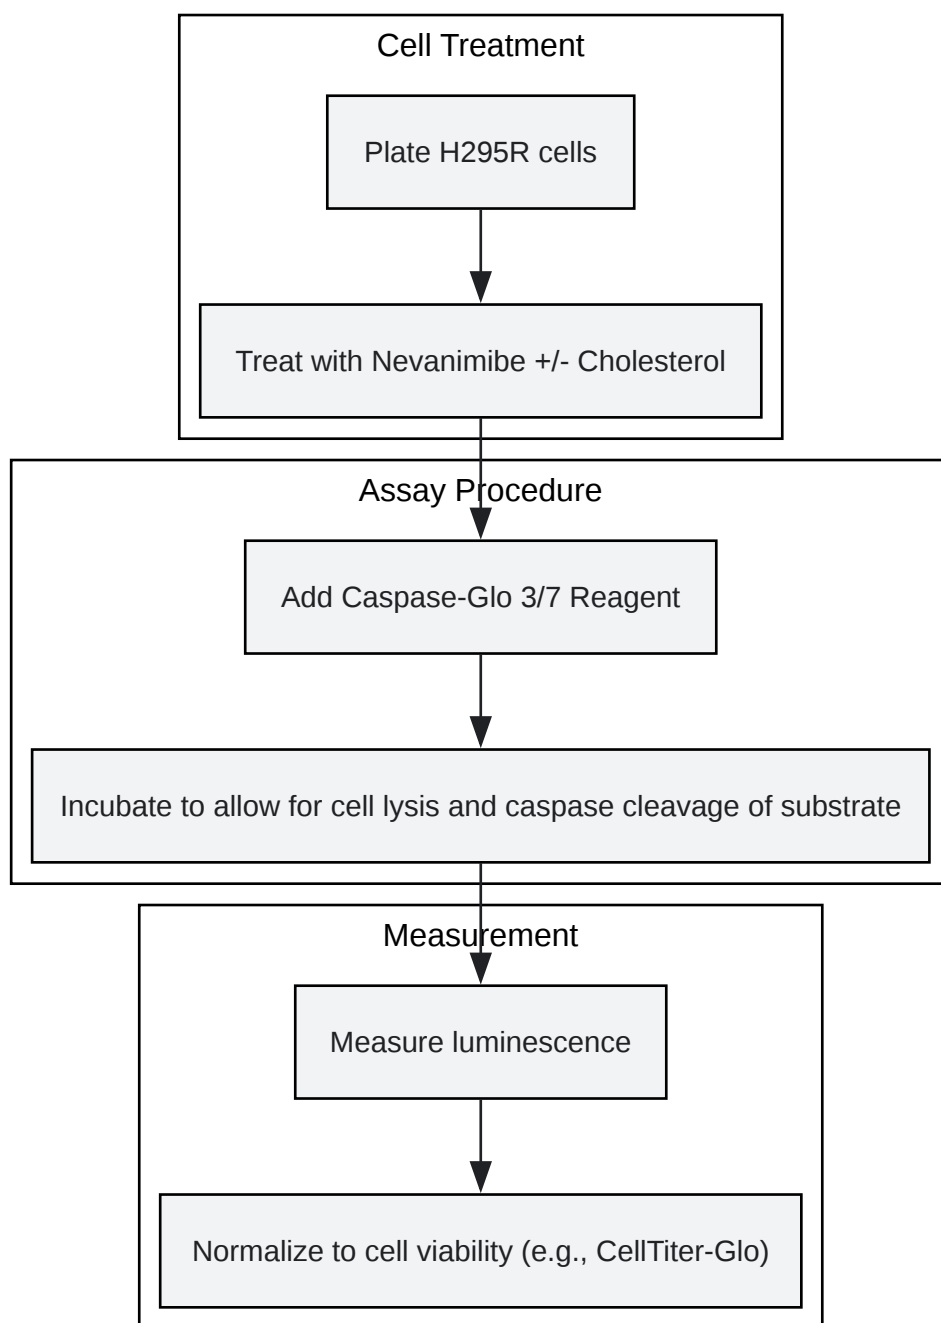 Cell Treatment
Plate H295R cells
Treat with Nevanimibe +/- Cholesterol
Assay Procedure
Add Caspase-Glo 3/7 Reagent
Incubate to allow for cell lysis and caspase cleavage of substrate
Measurement
Measure luminescence
Normalize to cell viability (e.g., CellTiter-Glo)